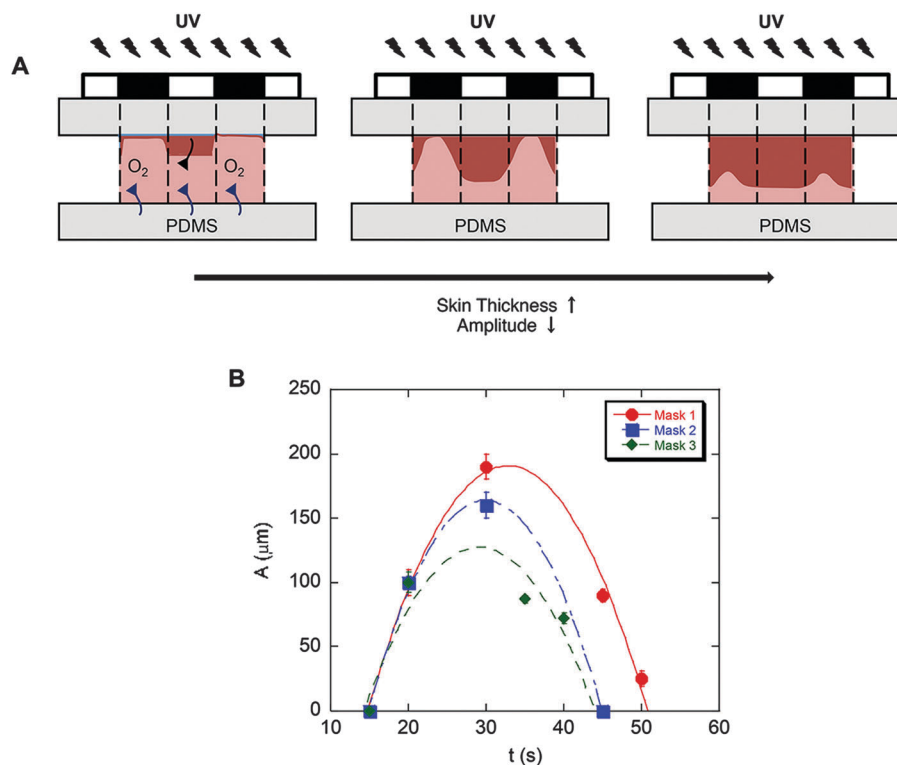 UV UV UV
A
O₂ O₂
PDMS PDMS PDMS
Skin Thickness ↑
Amplitude ↓
B
250
200
150
100
50
0
A (μm)
Mask 1
Mask 2
Mask 3
10 20 30 40 50 60
t (s)